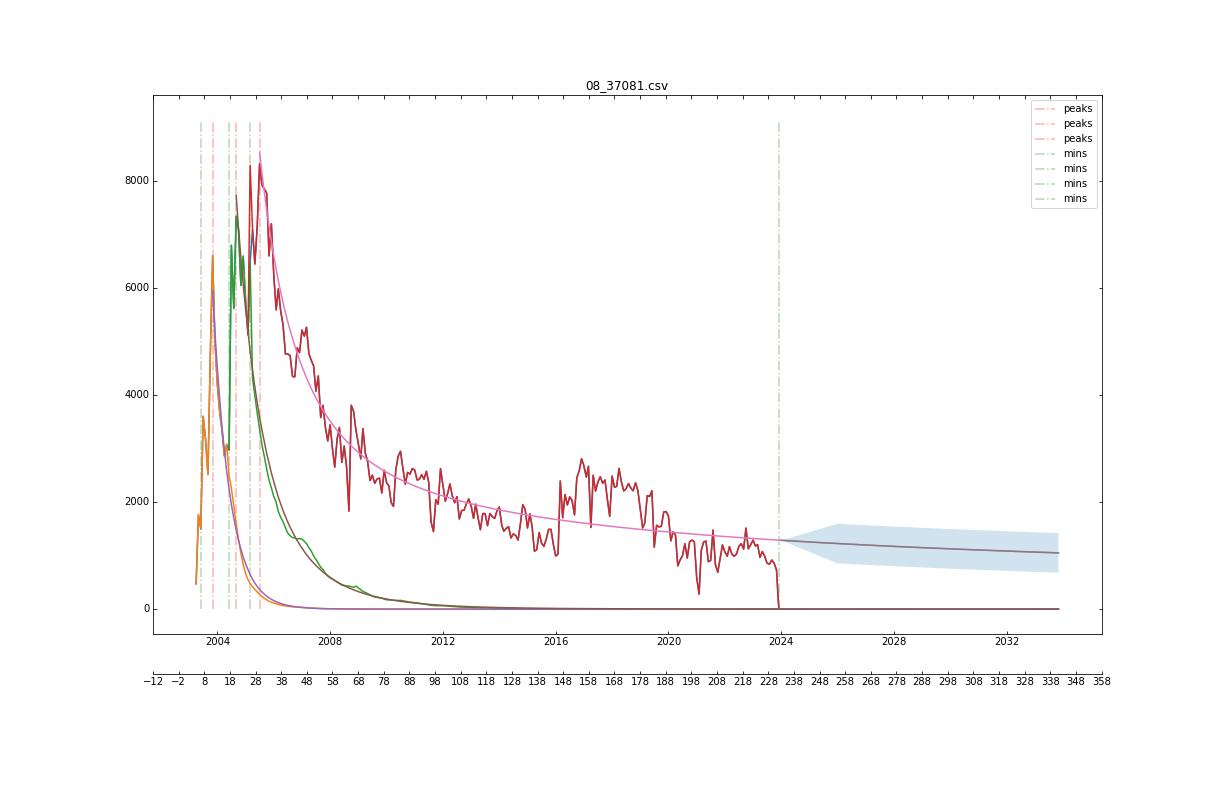 08_37081.csv
peaks
peaks
peaks
mins
mins
mins
mins
8000
6000
4000
2000
0
2004 2008 2012 2016 2020 2024 2028 2032
−12 −2 8 18 28 38 48 58 68 78 88 98 108 118 128 138 148 158 168 178 188 198 208 218 228 238 248 258 268 278 288 298 308 318 328 338 348 358